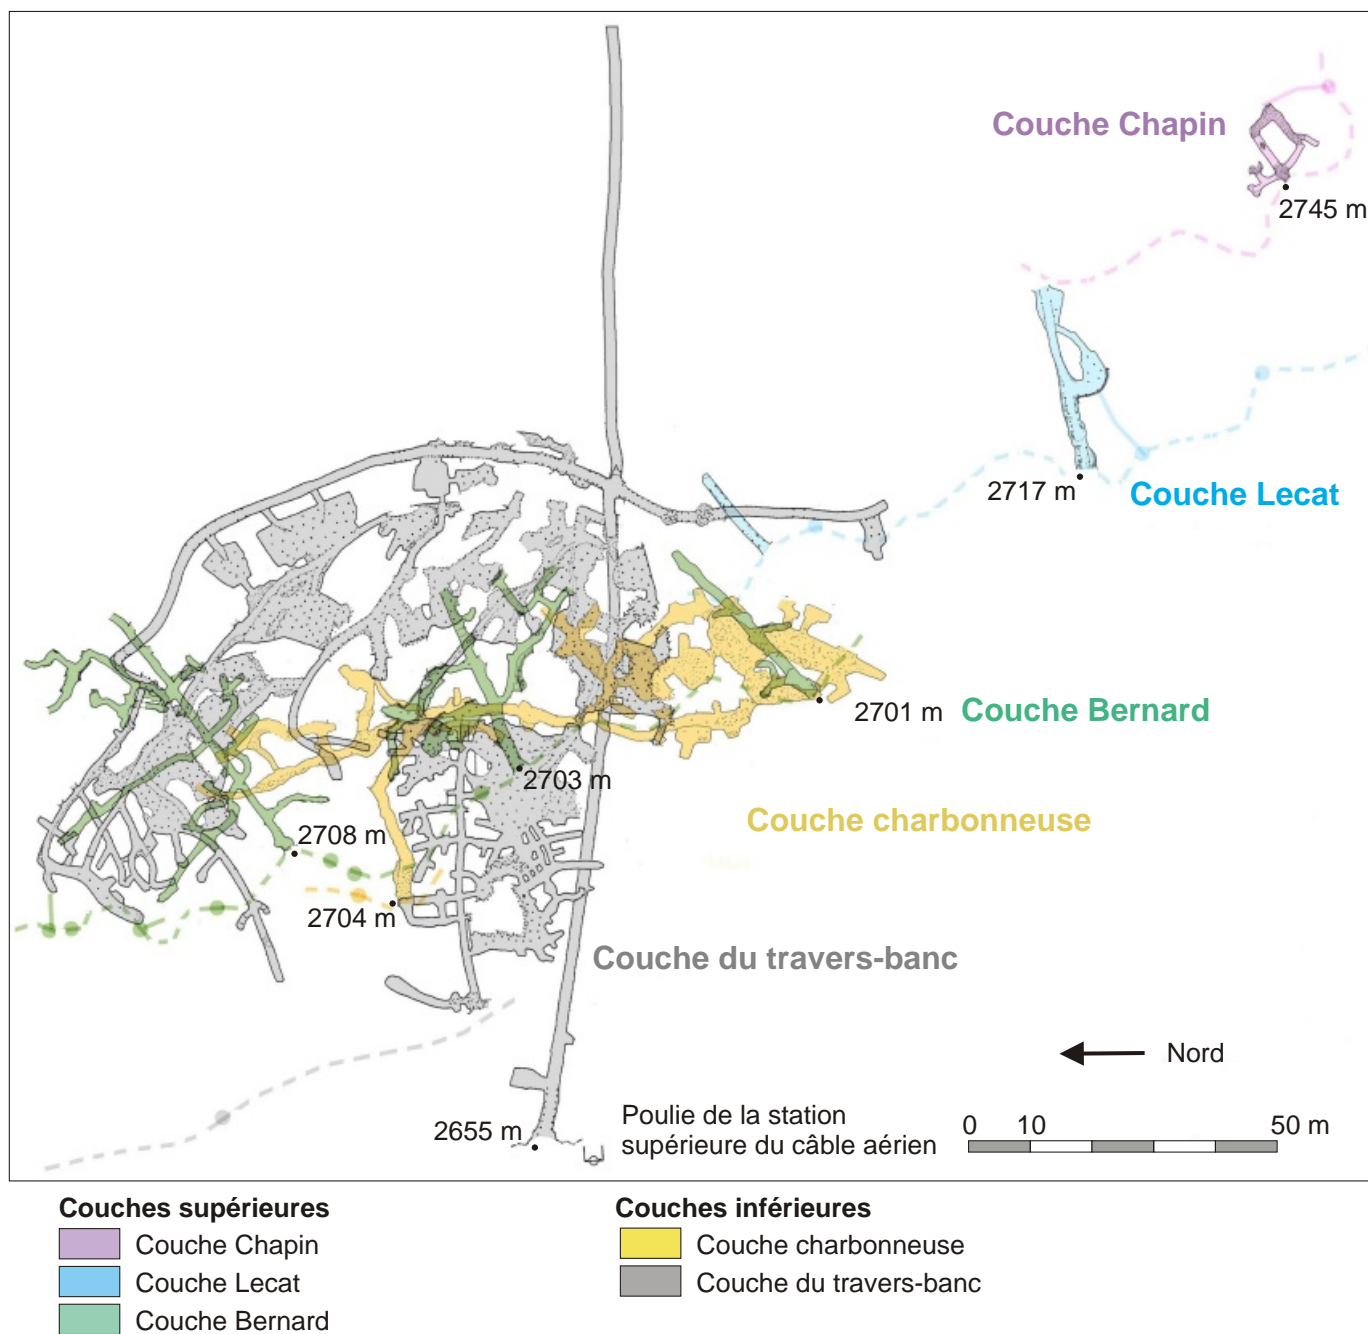 Couche Chapin
2745 m
2717 m
Couche Lecat
2701 m
Couche Bernard
2703 m
Couche charbonneuse
2708 m
2704 m
Couche du travers-banc
Nord
2655 m
Poulie de la station
supérieure du câble aérien
0 10 50 m
Couches supérieures
Couche Chapin
Couche Lecat
Couche Bernard
Couches inférieures
Couche charbonneuse
Couche du travers-banc